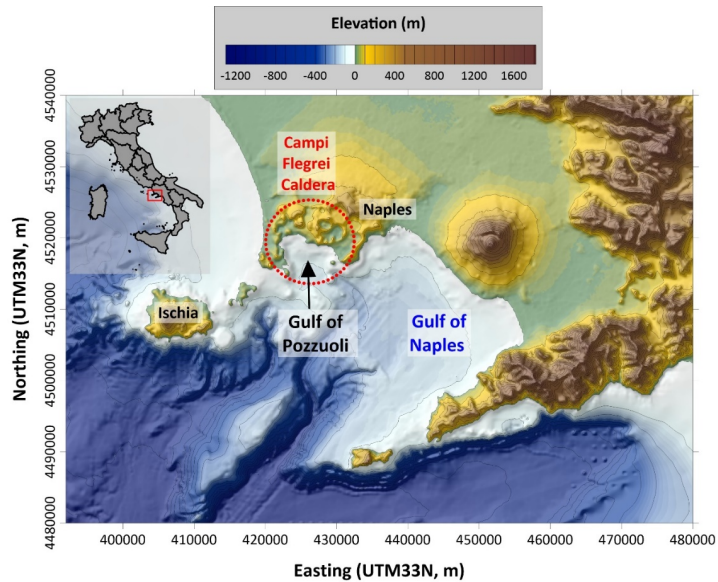 Elevation (m)
-1200 -800 -400 0 400 800 1200 1600
4540000
4530000
4520000
4510000
4500000
4490000
4480000
Northing (UTM33N, m)
Campi
Flegrei
Caldera
Naples
Ischia
Gulf of
Pozzuoli
Gulf of
Naples
400000 410000 420000 430000 440000 450000 460000 470000 480000
Easting (UTM33N, m)